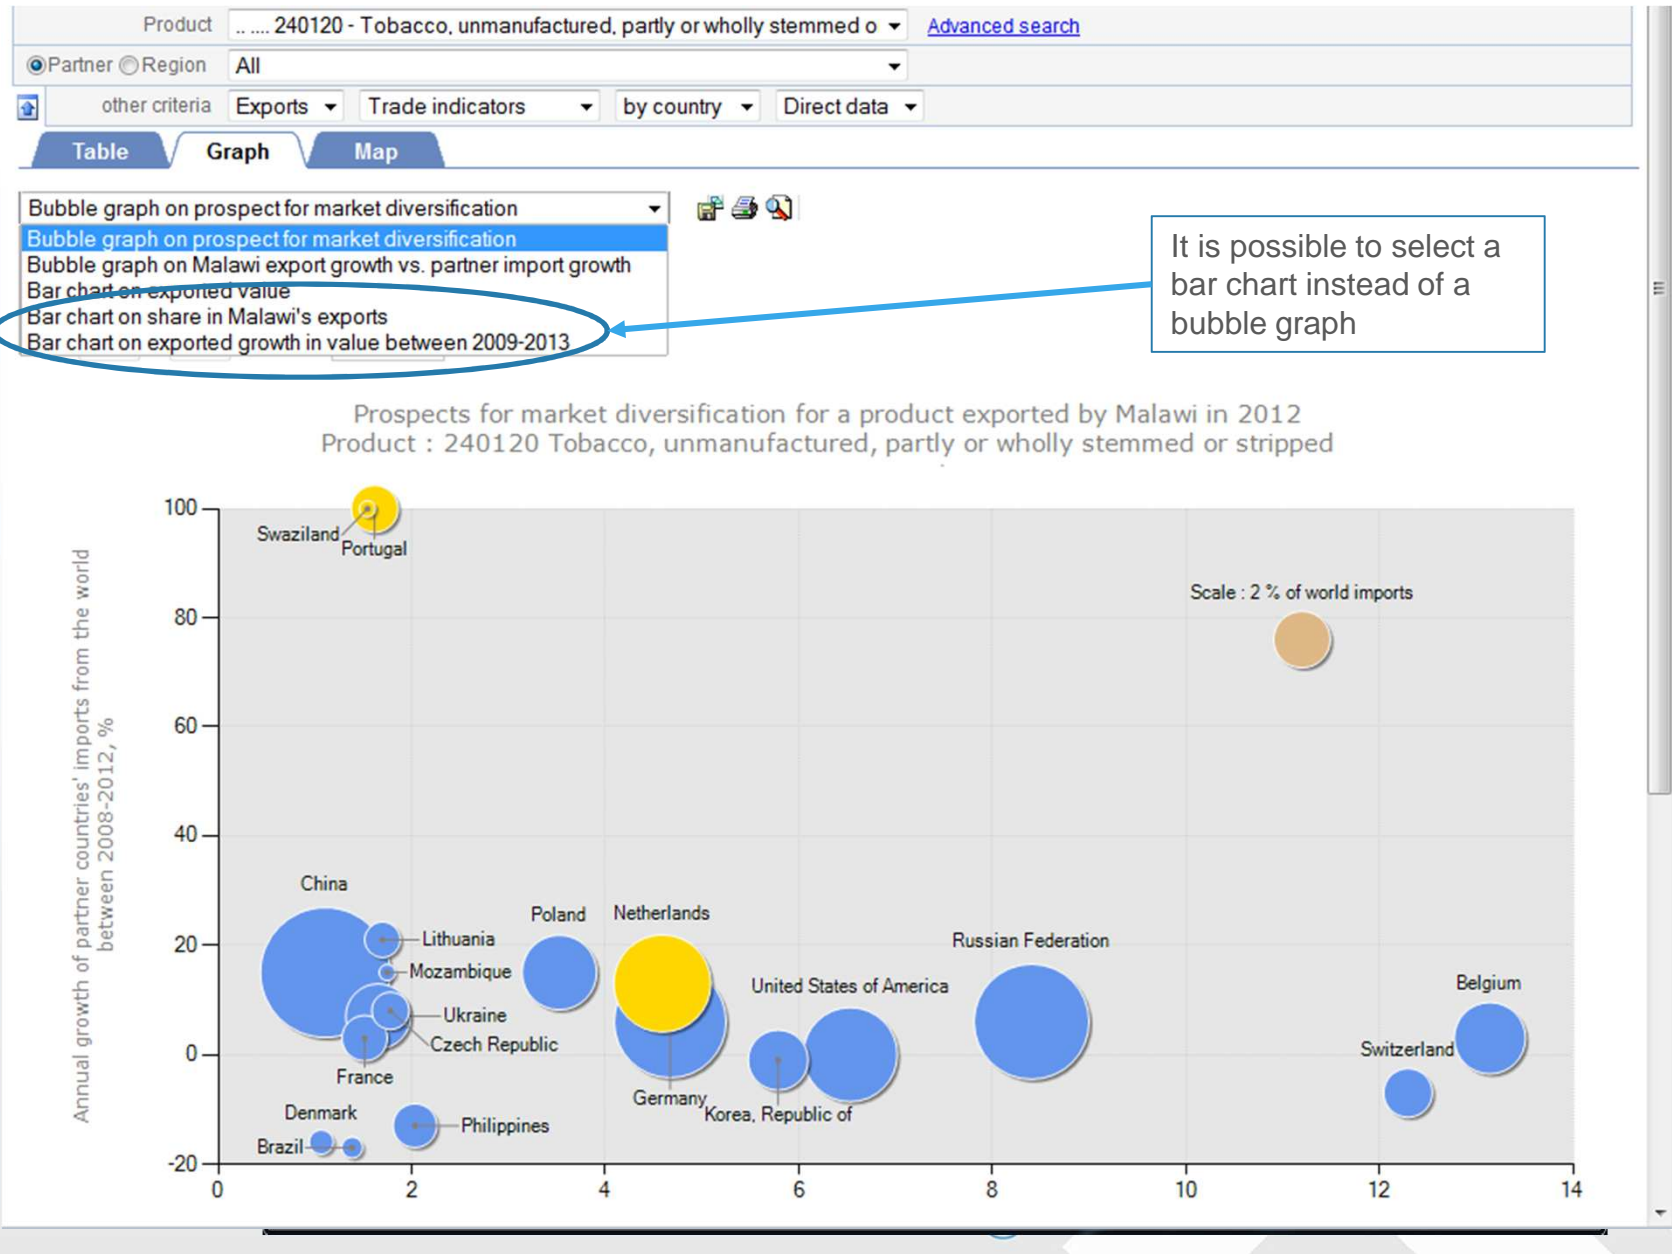 Product .. .... 240120 - Tobacco, unmanufactured, partly or wholly stemmed o Advanced search
Partner Region All
other criteria Exports Trade indicators by country Direct data
Table Graph Map
Bubble graph on prospect for market diversification
Bubble graph on prospect for market diversification
Bubble graph on Malawi export growth vs. partner import growth
Bar chart on exported value
Bar chart on share in Malawi's exports
Bar chart on exported growth in value between 2009-2013
It is possible to select a
bar chart instead of a
bubble graph
Prospects for market diversification for a product exported by Malawi in 2012
Product : 240120 Tobacco, unmanufactured, partly or wholly stemmed or stripped
Annual growth of partner countries' imports from the world
between 2008-2012, %
100
80
60
40
20
0
-20
Swaziland
Portugal
Scale : 2 % of world imports
China
Lithuania
Mozambique
Ukraine
Czech Republic
France
Denmark
Brazil
Philippines
Poland
Netherlands
Germany
Korea, Republic of
United States of America
Russian Federation
Belgium
Switzerland
0 2 4 6 8 10 12 14